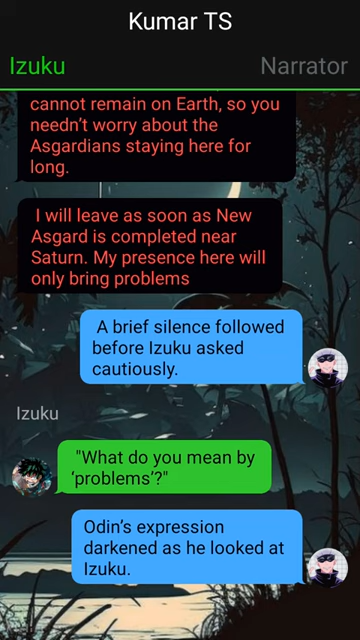 Kumar TS
Izuku Narrator
cannot remain on Earth, so you
needn't worry about the
Asgardians staying here for
long.
I will leave as soon as New
Asgard is completed near
Saturn. My presence here will
only bring problems
A brief silence followed
before Izuku asked
cautiously.
Izuku
"What do you mean by
‘problems’?"
Odin’s expression
darkened as he looked at
Izuku.